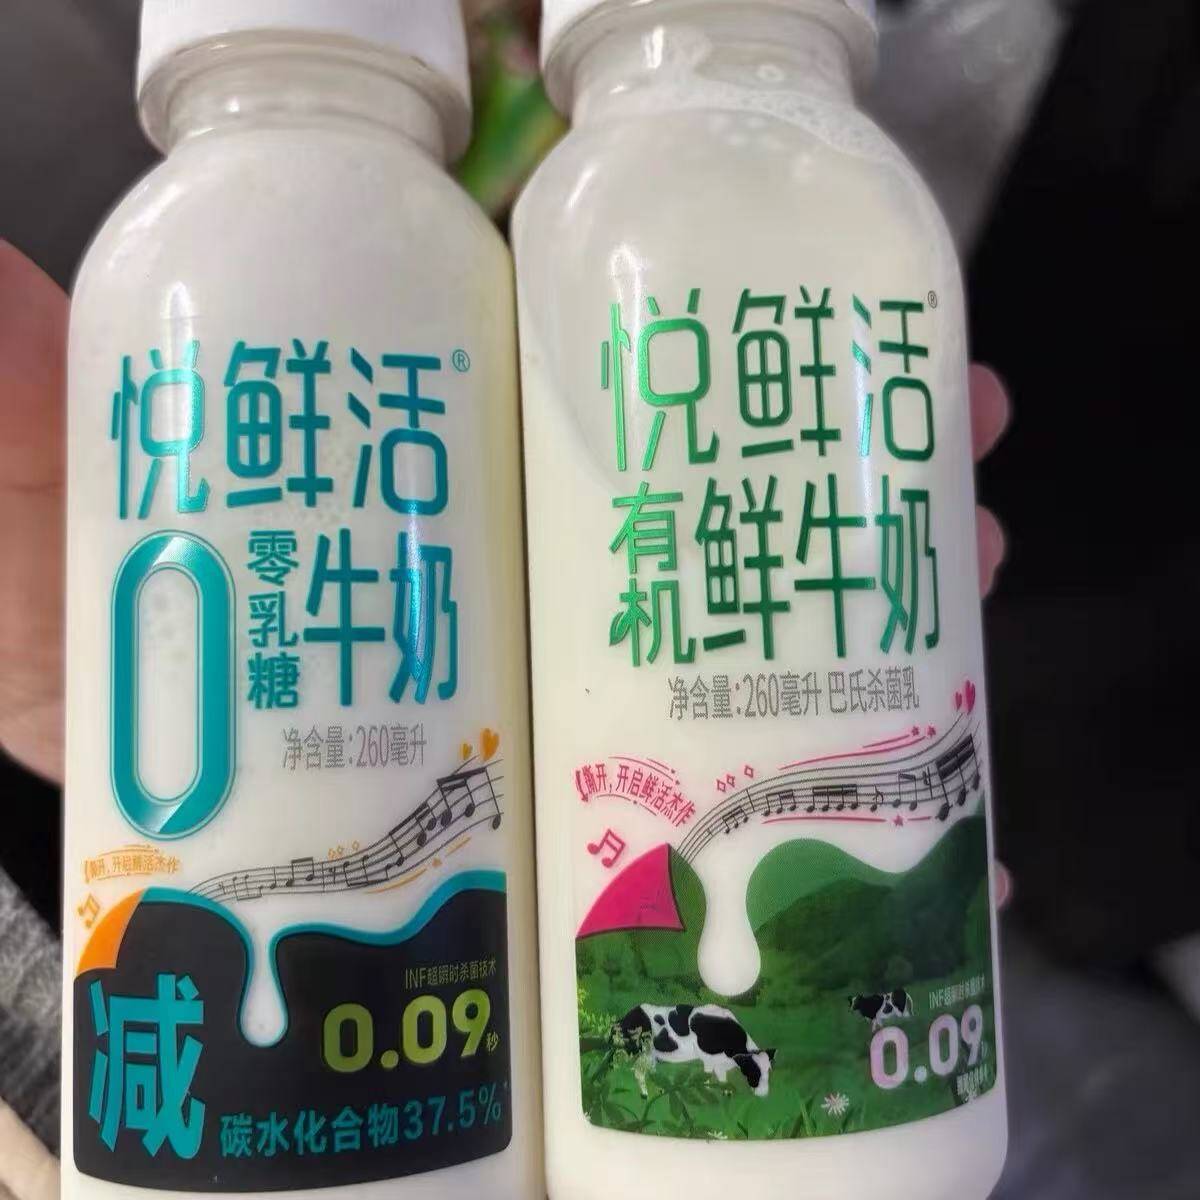 悦鲜活®
0零乳糖牛奶
净含量:260毫升
撕开,开启鲜活杰作
INF超瞬时杀菌技术
0.09秒
减
碳水化合物37.5%*
悦鲜活®
有机鲜牛奶
净含量:260毫升 巴氏杀菌乳
撕开,开启鲜活杰作
INF超瞬时杀菌技术
0.09秒